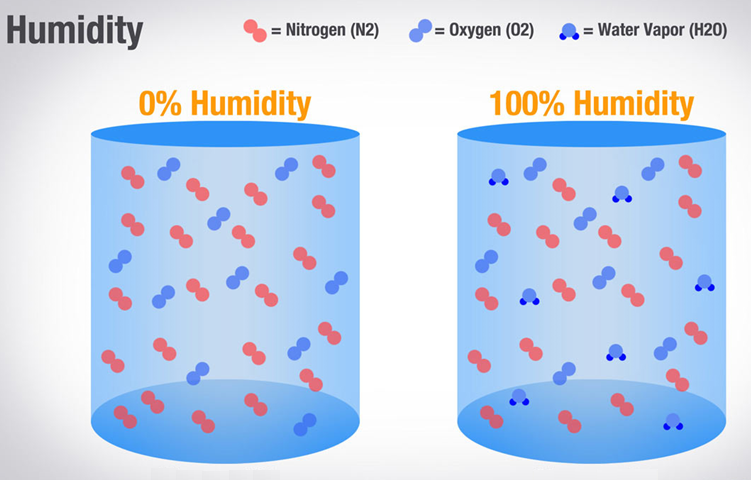 Humidity
= Nitrogen (N2)
= Oxygen (O2)
= Water Vapor (H2O)
0% Humidity
100% Humidity